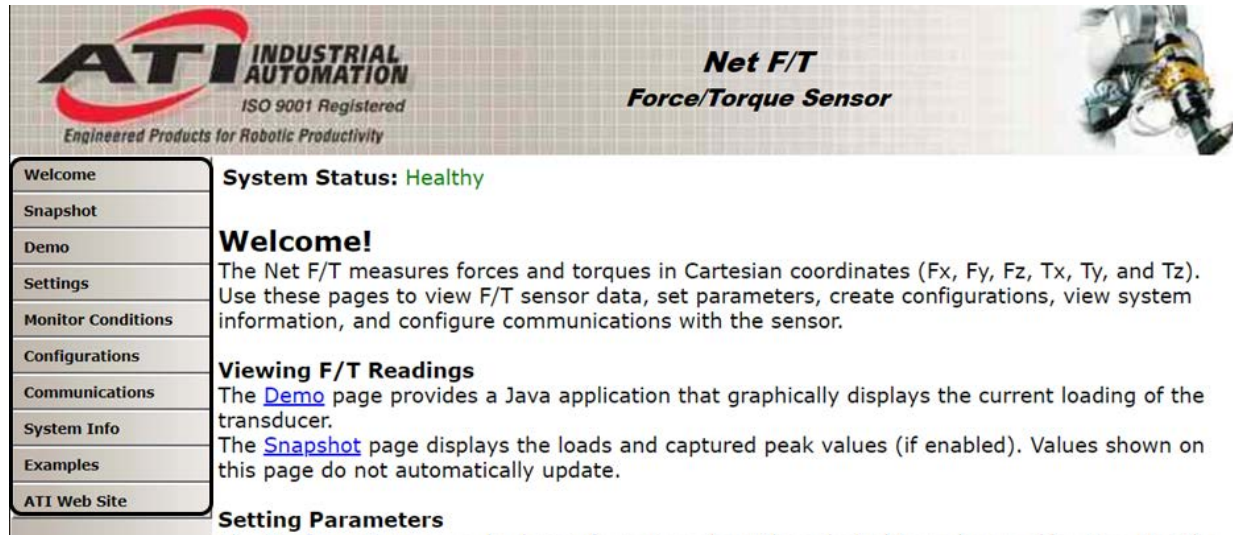 ATI INDUSTRIAL
AUTOMATION
ISO 9001 Registered
Engineered Products for Robotic Productivity
Net F/T
Force/Torque Sensor
Welcome
Snapshot
Demo
Settings
Monitor Conditions
Configurations
Communications
System Info
Examples
ATI Web Site
System Status: Healthy
Welcome!
The Net F/T measures forces and torques in Cartesian coordinates (Fx, Fy, Fz, Tx, Ty, and Tz).
Use these pages to view F/T sensor data, set parameters, create configurations, view system
information, and configure communications with the sensor.
Viewing F/T Readings
The Demo page provides a Java application that graphically displays the current loading of the
transducer.
The Snapshot page displays the loads and captured peak values (if enabled). Values shown on
this page do not automatically update.
Setting Parameters